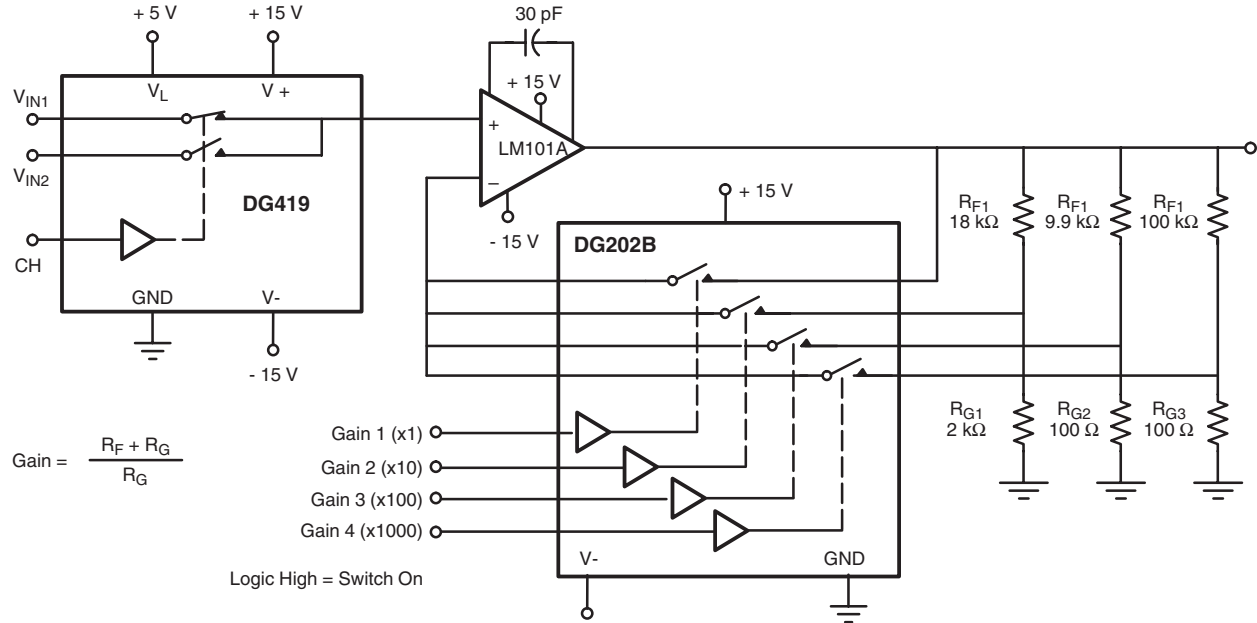 + 5 V
+ 15 V
30 pF
V_IN1
V_L
V +
+ 15 V
+
LM101A
V_IN2
–
DG419
+ 15 V
R_F1
18 kΩ
R_F1
9.9 kΩ
R_F1
100 kΩ
- 15 V
DG202B
CH
GND
V-
- 15 V
R_G1
2 kΩ
R_G2
100 Ω
R_G3
100 Ω
Gain 1 (x1)
Gain = R_F + R_G
R_G
Gain 2 (x10)
Gain 3 (x100)
Gain 4 (x1000)
V-
GND
Logic High = Switch On